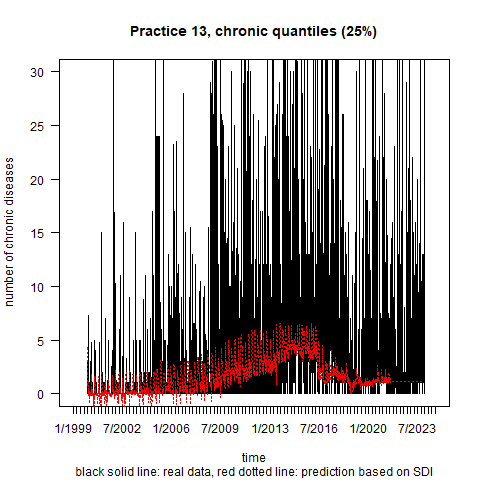 Practice 13, chronic quantiles (25%)
number of chronic diseases
30
25
20
15
10
5
0
1/1999 7/2002 1/2006 7/2009 1/2013 7/2016 1/2020 7/2023
time
black solid line: real data, red dotted line: prediction based on SDI